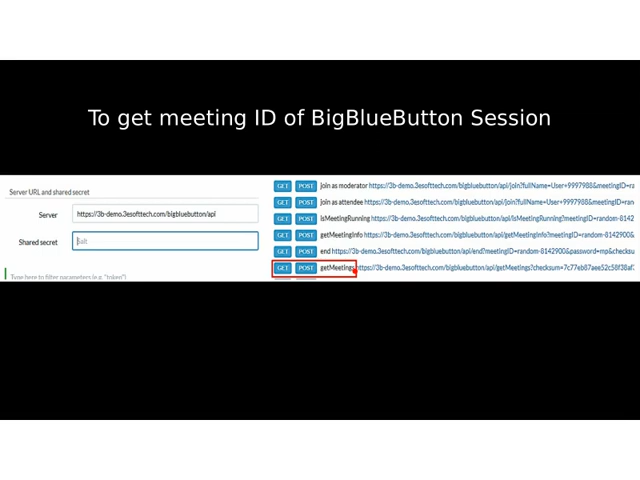 To get meeting ID of BigBlueButton Session
Server URL and shared secret
Server
https://3b-demo.3esofttech.com/bigbluebutton/api
Shared secret
Salt
Type here to filter parameters (e.g. "token")
GET POST join as moderator https://3b-demo.3esofttech.com/bigbluebutton/api/join?fullName=User+9997988&meetingID=ra
GET POST join as attendee https://3b-demo.3esofttech.com/bigbluebutton/api/join?fullName=User+9997988&meetingID=ran
GET POST isMeetingRunning https://3b-demo.3esofttech.com/bigbluebutton/api/isMeetingRunning?meetingID=random-8142
GET POST getMeetingInfo https://3b-demo.3esofttech.com/bigbluebutton/api/getMeetingInfo?meetingID=random-8142900&
GET POST end https://3b-demo.3esofttech.com/bigbluebutton/api/end?meetingID=random-8142900&password=mp&checksu
GET POST getMeetings https://3b-demo.3esofttech.com/bigbluebutton/api/getMeetings?checksum=7c77eb87aee52c58f38af